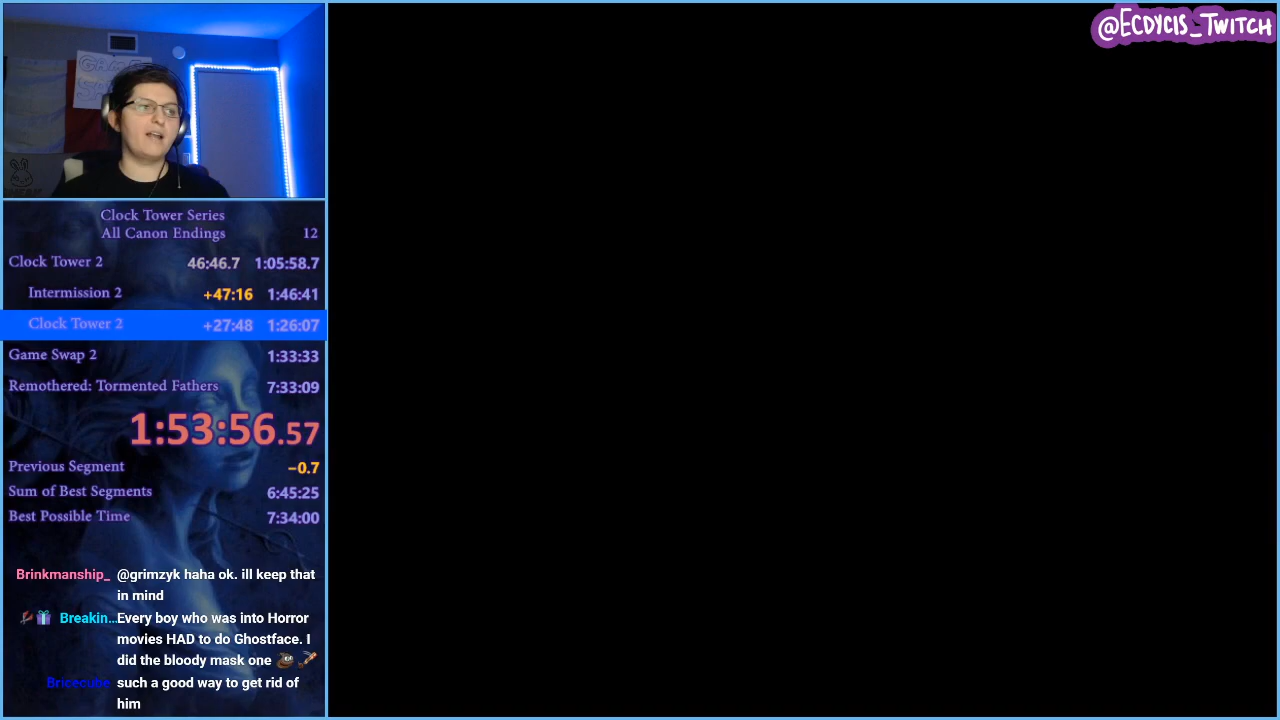 @ECDYCIS_TWITCH
GAME
Clock Tower Series
All Canon Endings 12
Clock Tower 2 46:46.7 1:05:58.7
Intermission 2 +47:16 1:46:41
Clock Tower 2 +27:48 1:26:07
Game Swap 2 1:33:33
Remothered: Tormented Fathers 7:33:09
1:53:56.57
Previous Segment −0.7
Sum of Best Segments 6:45:25
Best Possible Time 7:34:00
Brinkmanship_ @grimzyk haha ok. ill keep that
in mind
Breakin... Every boy who was into Horror
movies HAD to do Ghostface. I
did the bloody mask one
Bricecube such a good way to get rid of
him